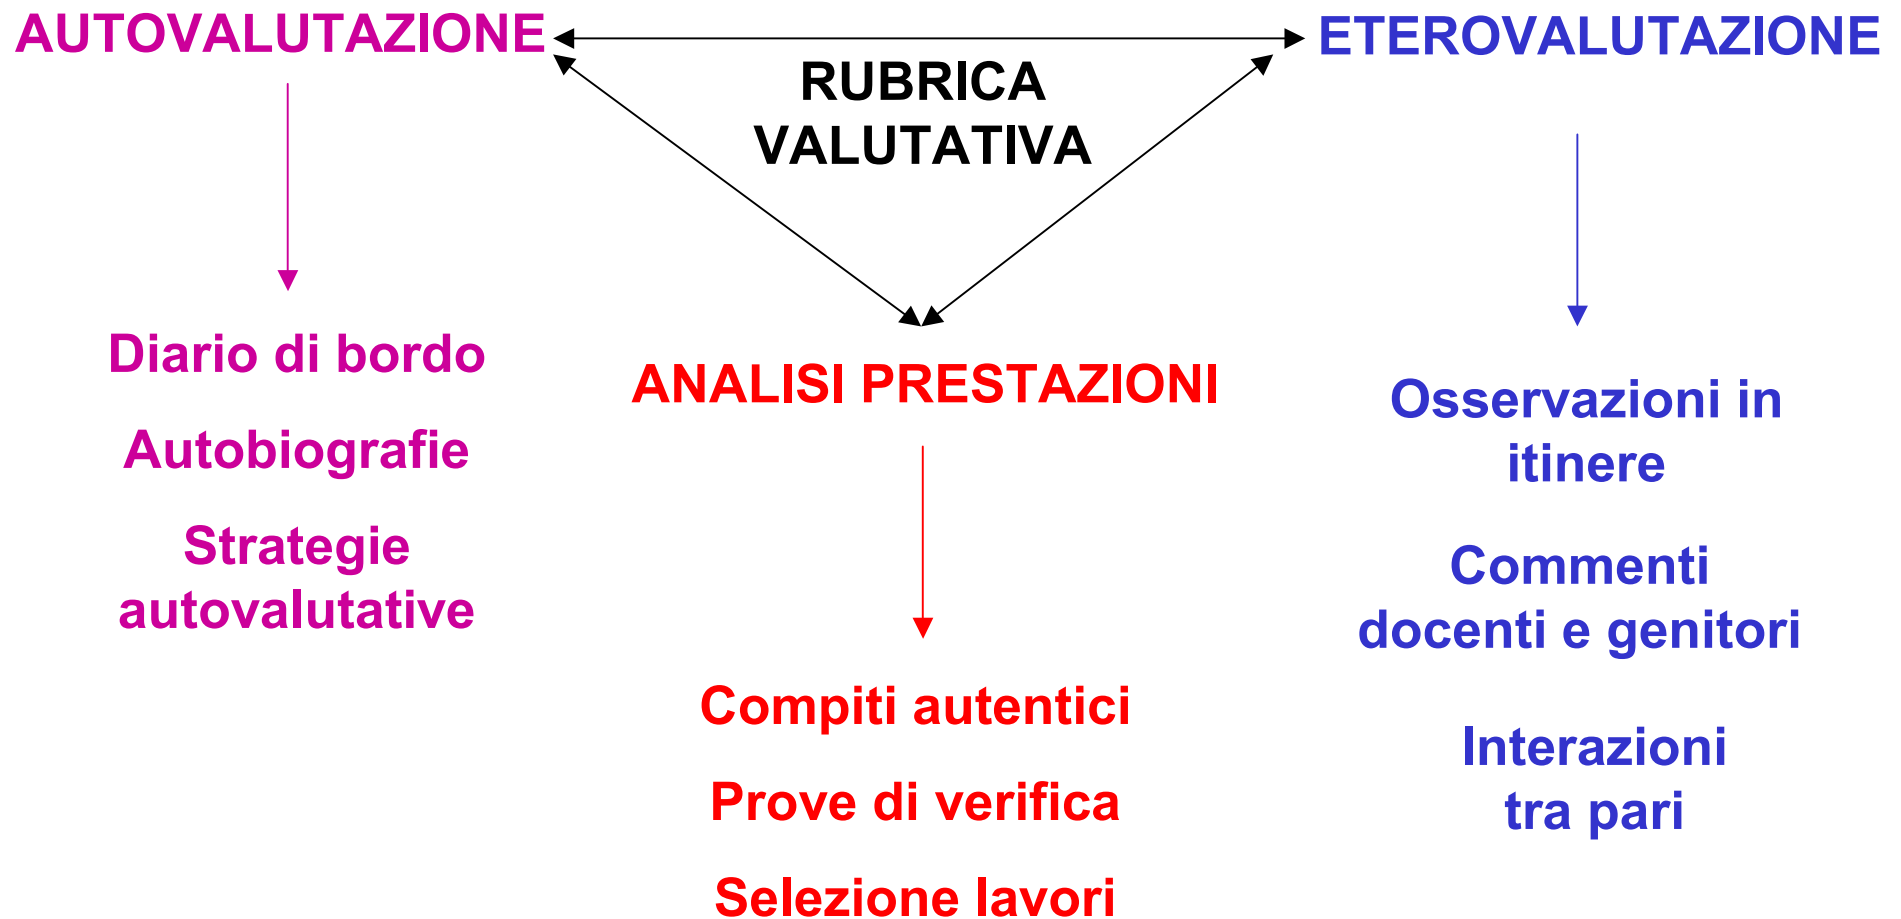 AUTOVALUTAZIONE
ETEROVALUTAZIONE
RUBRICA
VALUTATIVA
Diario di bordo
Autobiografie
Strategie
autovalutative
ANALISI PRESTAZIONI
Compiti autentici
Prove di verifica
Selezione lavori
Osservazioni in
itinere
Commenti
docenti e genitori
Interazioni
tra pari